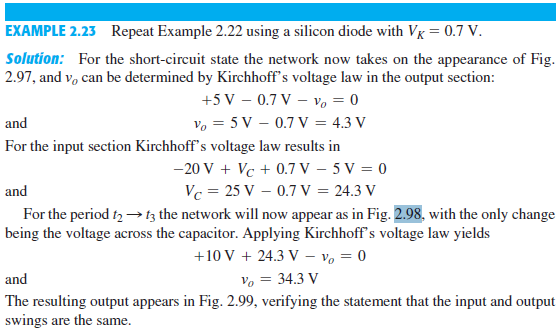 EXAMPLE 2.23 Repeat Example 2.22 using a silicon diode with V_K = 0.7 V.
Solution: For the short-circuit state the network now takes on the appearance of Fig.
2.97, and v_o can be determined by Kirchhoff's voltage law in the output section:
+5 V − 0.7 V − v_o = 0
and v_o = 5 V − 0.7 V = 4.3 V
For the input section Kirchhoff's voltage law results in
−20 V + V_C + 0.7 V − 5 V = 0
and V_C = 25 V − 0.7 V = 24.3 V
For the period t_2 → t_3 the network will now appear as in Fig. 2.98, with the only change
being the voltage across the capacitor. Applying Kirchhoff's voltage law yields
+10 V + 24.3 V − v_o = 0
and v_o = 34.3 V
The resulting output appears in Fig. 2.99, verifying the statement that the input and output
swings are the same.